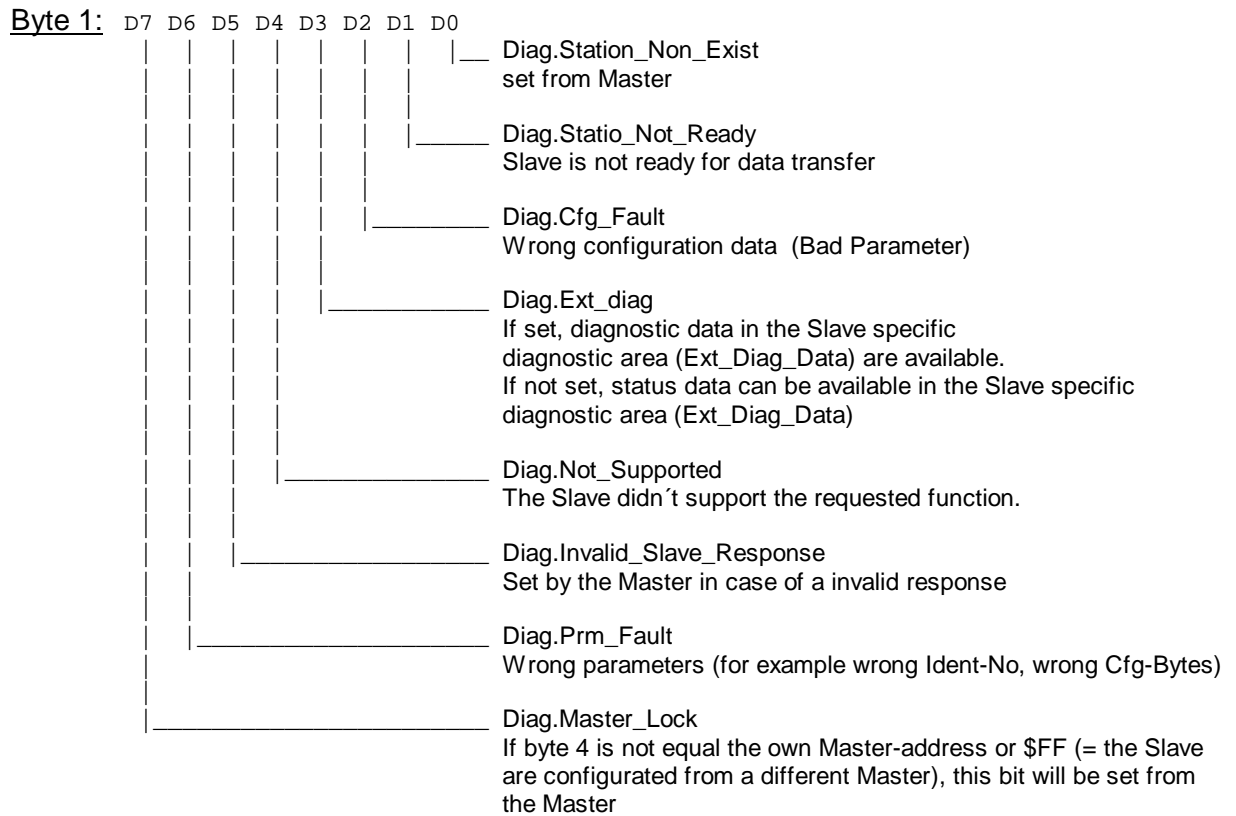 Byte 1: D7 D6 D5 D4 D3 D2 D1 D0
Diag.Station_Non_Exist
set from Master
Diag.Statio_Not_Ready
Slave is not ready for data transfer
Diag.Cfg_Fault
Wrong configuration data (Bad Parameter)
Diag.Ext_diag
If set, diagnostic data in the Slave specific
diagnostic area (Ext_Diag_Data) are available.
If not set, status data can be available in the Slave specific
diagnostic area (Ext_Diag_Data)
Diag.Not_Supported
The Slave didn´t support the requested function.
Diag.Invalid_Slave_Response
Set by the Master in case of a invalid response
Diag.Prm_Fault
Wrong parameters (for example wrong Ident-No, wrong Cfg-Bytes)
Diag.Master_Lock
If byte 4 is not equal the own Master-address or $FF (= the Slave
are configurated from a different Master), this bit will be set from
the Master